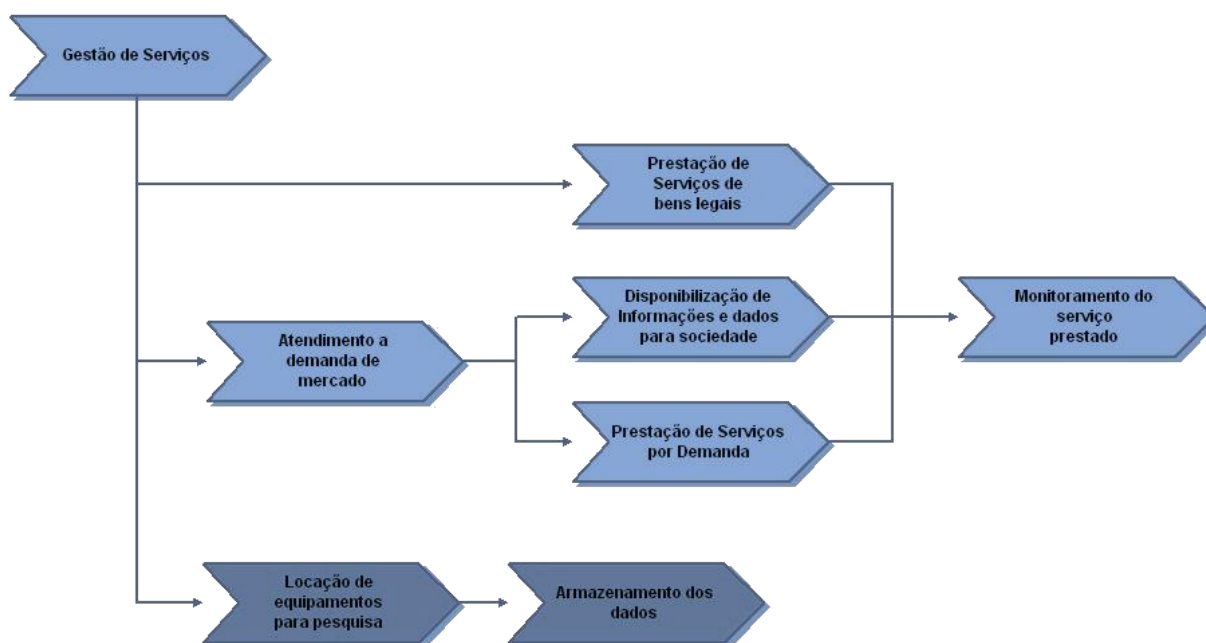 Gestão de Serviços
Prestação de
Serviços de
bens legais
Disponibilização de
Informações e dados
para sociedade
Monitoramento do
serviço
prestado
Atendimento a
demanda de
mercado
Prestação de Serviços
por Demanda
Locação de
equipamentos
para pesquisa
Armazenamento dos
dados